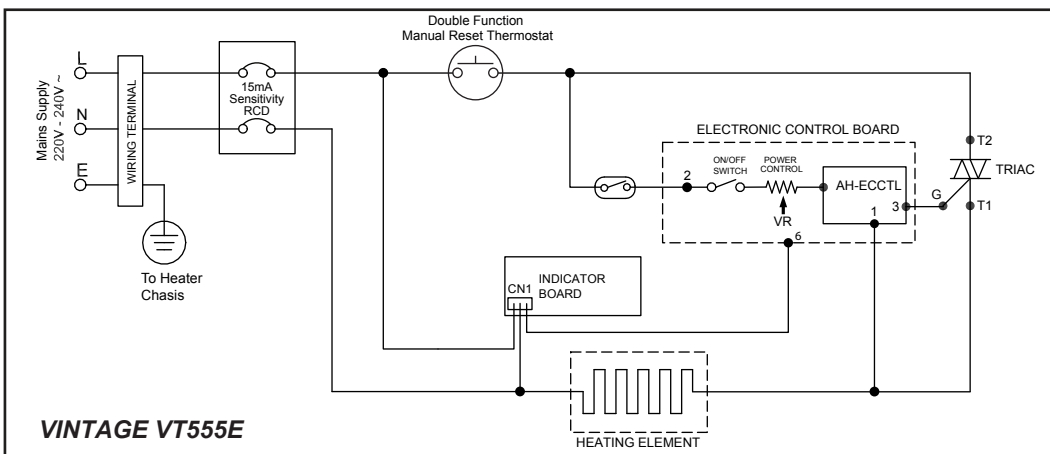 Double Function
Manual Reset Thermostat
Mains Supply
220V - 240V ~
L
N
E
WIRING TERMINAL
15mA
Sensitivity
RCD
ELECTRONIC CONTROL BOARD
ON/OFF
SWITCH
POWER
CONTROL
2
VR
AH-ECCTL
1
3
6
G
T2
TRIAC
T1
To Heater
Chasis
CN1
INDICATOR
BOARD
HEATING ELEMENT
VINTAGE VT555E